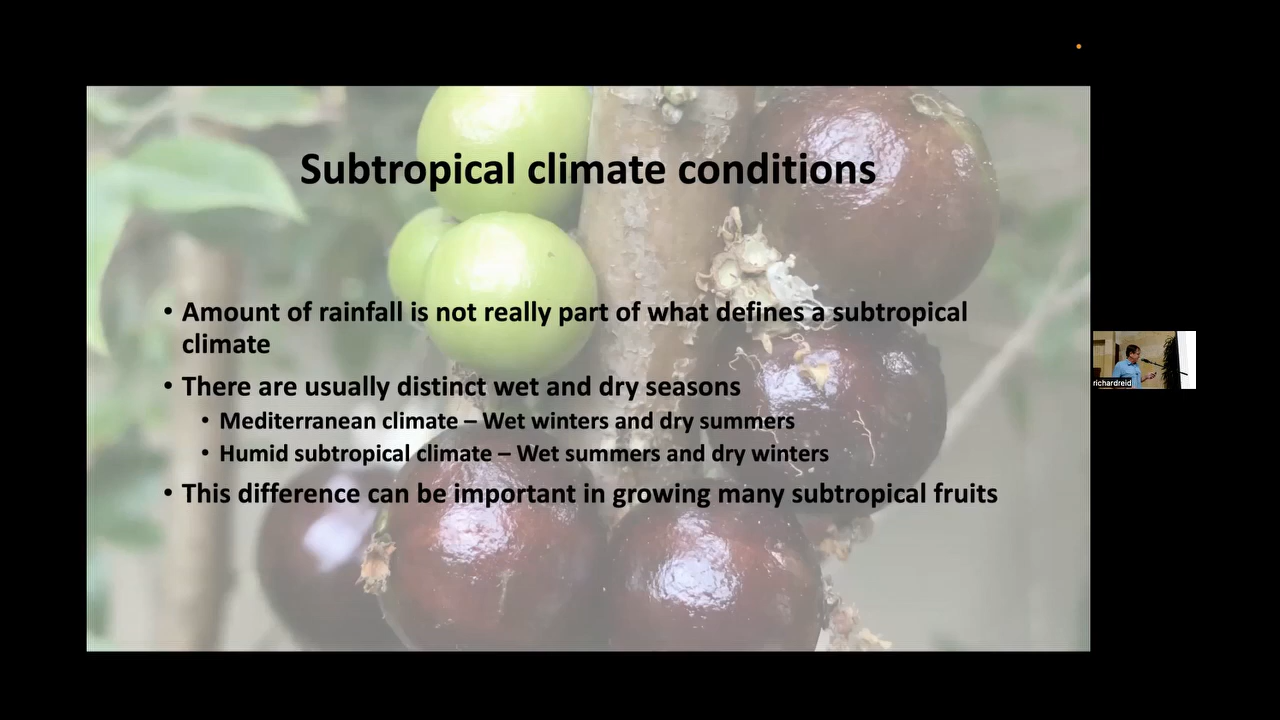 Subtropical climate conditions
• Amount of rainfall is not really part of what defines a subtropical
climate
• There are usually distinct wet and dry seasons
• Mediterranean climate – Wet winters and dry summers
• Humid subtropical climate – Wet summers and dry winters
• This difference can be important in growing many subtropical fruits
richardreid